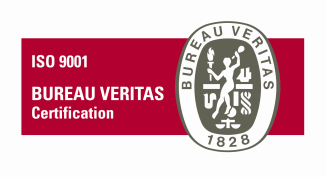 ISO 9001
BUREAU VERITAS
Certification
BUREAU VERITAS
1828